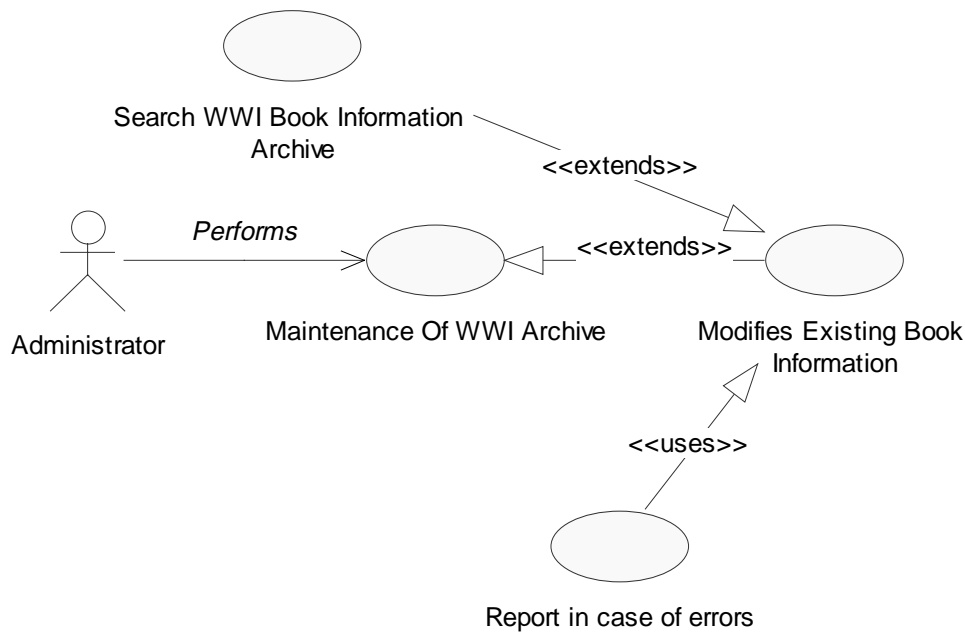 Search WWI Book Information
Archive
<<extends>>
Performs
<<extends>>
Administrator
Maintenance Of WWI Archive
Modifies Existing Book
Information
<<uses>>
Report in case of errors